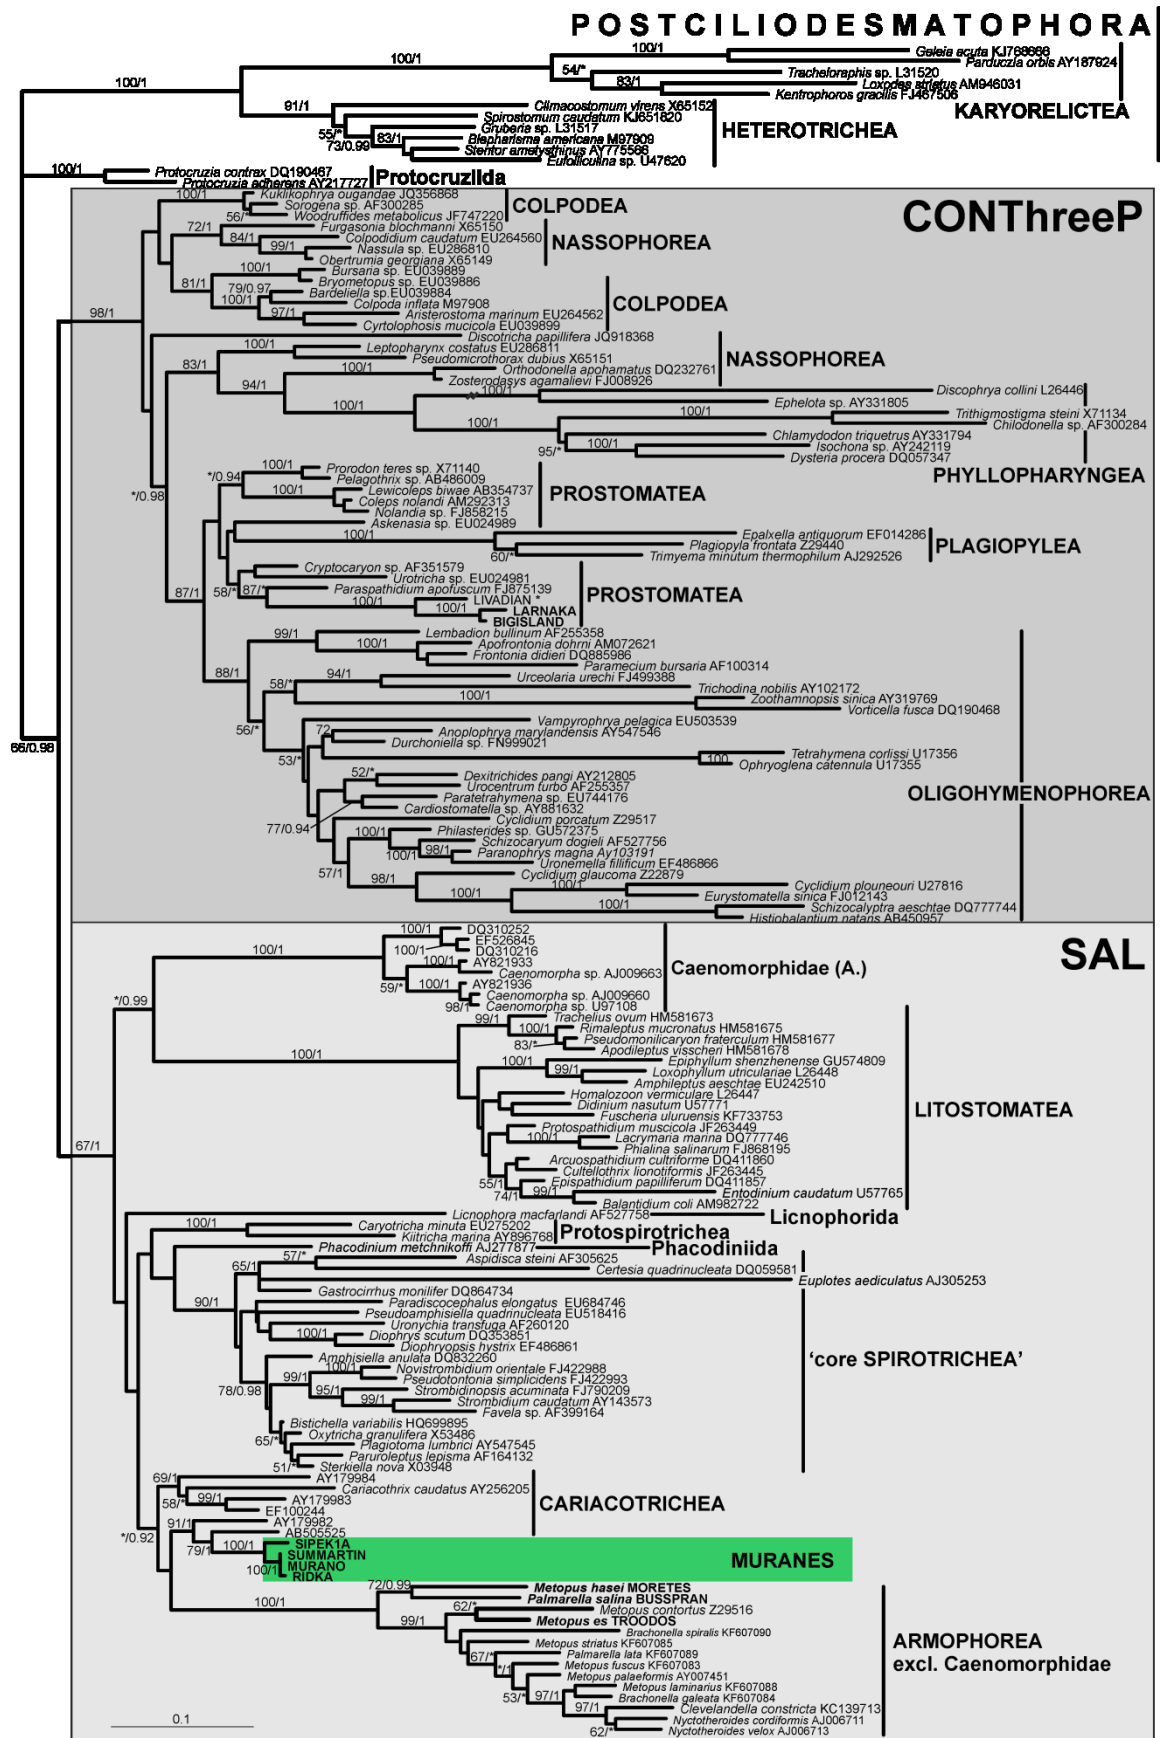 POSTCILIODESMATOPHORA
100/1
Geleia acuta KJ768666
Parduczia orbis AY187924
100/1
54/*
Tracheloraphis sp. L31520
83/1
Loxodes striatus AM946031
Kentrophoros gracilis FJ467506
KARYORELICTEA
100/1
91/1
Climacostomum virens X65152
Spirostomum caudatum KJ651820
55/*
Gruberia sp. L31517
73/0.99
83/1
Blepharisma americana M97909
Stentor ametysthinus AY775566
Eufolliculina sp. U47620
HETEROTRICHEA
100/1
Protocruzia contrax DQ190467
Protocruzia adherens AY217727
Protocruziida
CONThreeP
100/1
Kuklikophrya ougandae JQ356868
Sorogena sp. AF300285
56/*
Woodruffides metabolicus JF747220
COLPODEA
72/1
Furgasonia blochmanni X65150
84/1
Colpodidium caudatum EU264560
99/1
Nassula sp. EU286810
Obertrumia georgiana X65149
NASSOPHOREA
100/1
Bursaria sp. EU039889
Bryometopus sp. EU039886
81/1
79/0.97
Bardeliella sp.EU039884
100/1
Colpoda inflata M97908
97/1
Aristerostoma marinum EU264562
Cyrtolophosis mucicola EU039899
COLPODEA
98/1
Discotricha papillifera JQ918368
100/1
Leptopharynx costatus EU286811
Pseudomicrothorax dubius X65151
83/1
100/1
Orthodonella apohamatus DQ232761
Zosterodasys agamalievi FJ008926
NASSOPHOREA
94/1
100/1
Discophrya collini L26446
Ephelota sp. AY331805
100/1
100/1
Trithigmostigma steini X71134
Chilodonella sp. AF300284
95/*
Chlamydodon triquetrus AY331794
100/1
Isochona sp. AY242119
Dysteria procera DQ057347
PHYLLOPHARYNGEA
*/0.98
*/0.94
100/1
Prorodon teres sp. X71140
Pelagothrix sp. AB486009
100/1
Lewicoleps biwae AB354737
Coleps nolandi AM292313
Nolandia sp. FJ858215
PROSTOMATEA
Askenasia sp. EU024989
100/1
Epalxella antiquorum EF014286
Plagiopyla frontata Z29440
60/*
Trimyema minutum thermophilum AJ292526
PLAGIOPYLEA
87/1
58/*
Cryptocaryon sp. AF351579
Urotricha sp. EU024981
87/*
Paraspathidium apofuscum FJ875139
100/1
LIVADIAN *
100/1
LARNAKA
BIGISLAND
PROSTOMATEA
88/1
99/1
Lembadion bullinum AF255358
100/1
Apofrontonia dohrni AM072621
Frontonia didieri DQ885986
Paramecium bursaria AF100314
56/*
58/*
94/1
Urceolaria urechi FJ499388
Trichodina nobilis AY102172
100/1
Zoothamnopsis sinica AY319769
Vorticella fusca DQ190468
66/0.98
53/*
Vampyrophrya pelagica EU503539
72
Anoplophrya marylandensis AY547546
Durchoniella sp. FN999021
100
Tetrahymena corlissi U17356
Ophryoglena catennula U17355
52/*
Dexitrichides pangi AY212805
Urocentrum turbo AF255357
77/0.94
Paratetrahymena sp. EU744176
Cardiostomatella sp. AY881632
OLIGOHYMENOPHOREA
Cyclidium porcatum Z29517
57/1
100/1
Philasterides sp. GU572375
100/1
Schizocaryum dogieli AF527756
98/1
Paranophrys magna Ay103191
Uronemella fillificum EF486866
98/1
Cyclidium glaucoma Z22879
100/1
100/1
Cyclidium plouneouri U27816
Eurystomatella sinica FJ012143
100/1
Schizocalyptra aeschtae DQ777744
Histiobalantium natans AB450957
SAL
100/1
100/1
DQ310252
EF526845
DQ310216
59/*
100/1
AY821933
Caenomorpha sp. AJ009663
100/1
AY821936
98/1
Caenomorpha sp. AJ009660
Caenomorpha sp. U97108
Caenomorphidae (A.)
*/0.99
100/1
99/1
Trachelius ovum HM581673
100/1
Rimaleptus mucronatus HM581675
83/*
Pseudomonilicaryon fraterculum HM581677
Apodileptus visscheri HM581678
100/1
Epiphyllum shenzhenense GU574809
99/1
Loxophyllum utriculariae L26448
Amphileptus aeschtae EU242510
Homalozoon vermiculare L26447
Didinium nasutum U57771
Fuscheria uluruensis KF733753
Protospathidium muscicola JF263449
100/1
Lacrymaria marina DQ777746
Phialina salinarum FJ868195
Arcuospathidium cultriforme DQ411860
Cultellothrix lionotiformis JF263445
55/1
Epispathidium papilliferum DQ411857
74/1
99/1
Entodinium caudatum U57765
Balantidium coli AM982722
LITOSTOMATEA
67/1
Licnophora macfarlandi AF527758
Licnophorida
100/1
Caryotricha minuta EU275202
Kiitricha marina AY896768
Protospirotrichea
Phacodinium metchnikoffi AJ277877
Phacodiniida
90/1
65/1
57/*
Aspidisca steini AF305625
Certesia quadrinucleata DQ059581
Euplotes aediculatus AJ305253
Gastrocirrhus monilifer DQ864734
Paradiscocephalus elongatus EU684746
Pseudoamphisiella quadrinucleata EU518416
Uronychia transfuga AF260120
100/1
Diophrys scutum DQ353851
Diophryopsis hystrix EF486861
78/0.98
Amphisiella anulata DQ832260
99/1
100/1
Novistrombidium orientale FJ422988
Pseudotontonia simplicidens FJ422993
95/1
Strombidinopsis acuminata FJ790209
99/1
Strombidium caudatum AY143573
Favela sp. AF399164
Bistichella variabilis HQ699895
65/*
Oxytricha granulifera X53486
Plagiotoma lumbrici AY547545
Paruroleptus lepisma AF164132
51/*
Sterkiella nova X03948
'core SPIROTRICHEA'
69/1
AY179984
58/*
Cariacothrix caudatus AY256205
99/1
AY179983
EF100244
CARIACOTRICHEA
*/0.92
91/1
AY179982
79/1
AB505525
100/1
SIPEK1A
SUMMARTIN
100/1
MURANO
RIDKA
MURANES
100/1
72/0.99
Metopus hasei MORETES
Palmarella salina BUSSPRAN
99/1
62/*
Metopus contortus Z29516
Metopus es TROODOS
Brachonella spiralis KF607090
Metopus striatus KF607085
67/*
Palmarella lata KF607089
*/1
Metopus fuscus KF607083
53/*
Metopus palaeformis AY007451
97/1
Metopus laminarius KF607088
Brachonella galeata KF607084
97/1
Clevelandella constricta KC139713
Nyctotheroides cordiformis AJ006711
62/*
Nyctotheroides velox AJ006713
ARMOPHOREA
excl. Caenomorphidae
0.1